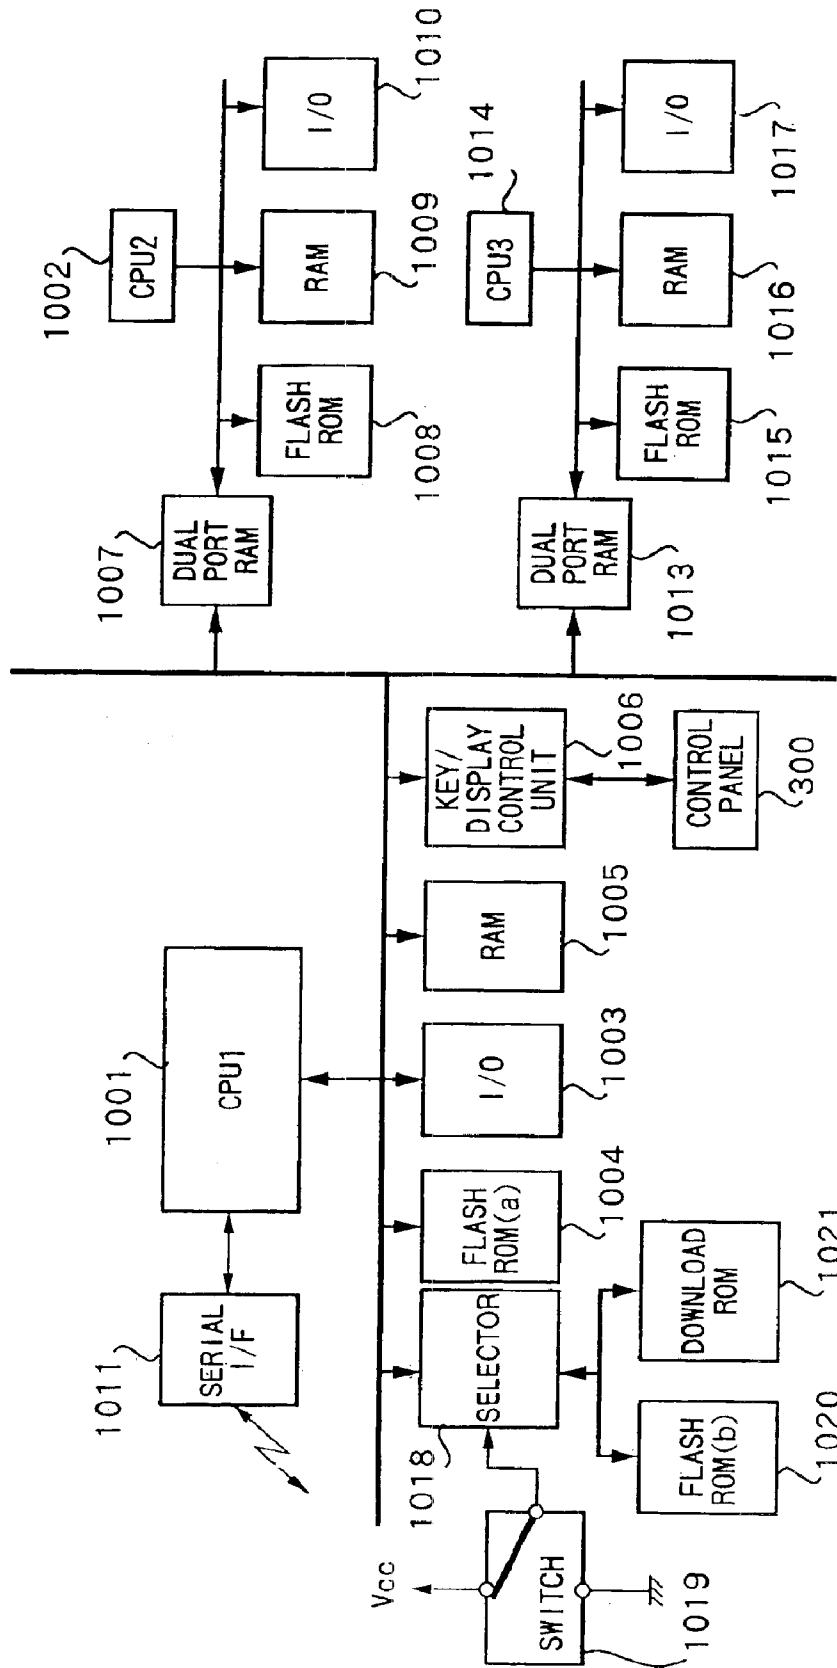 1001
CPU1
1011
SERIAL
I/F
1018
SELECTOR
FLASH
ROM(a)
1004
I/O
1003
RAM
1005
KEY/
DISPLAY
CONTROL
UNIT
1006
CONTROL
PANEL
300
Vcc
SWITCH
1019
FLASH
ROM(b)
1020
DOWNLOAD
ROM
1021
1007
DUAL
PORT
RAM
1002
CPU2
FLASH
ROM
1008
RAM
1009
I/O
1010
DUAL
PORT
RAM
1013
CPU3
1014
FLASH
ROM
1015
RAM
1016
I/O
1017